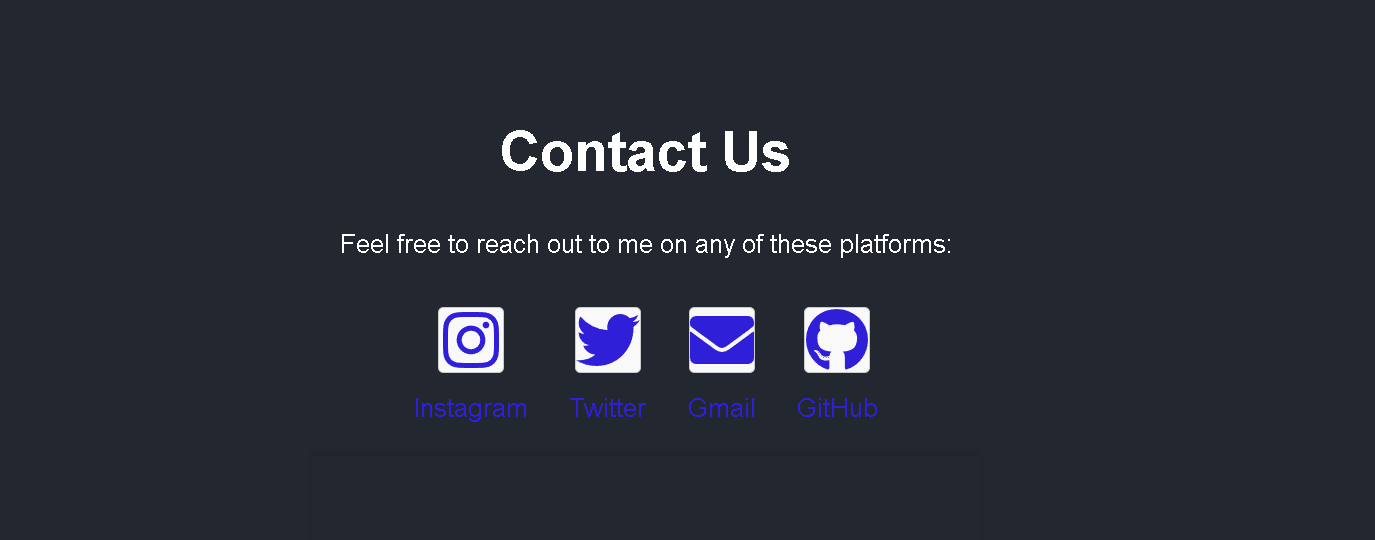 Contact Us
Feel free to reach out to me on any of these platforms:
Instagram Twitter Gmail GitHub